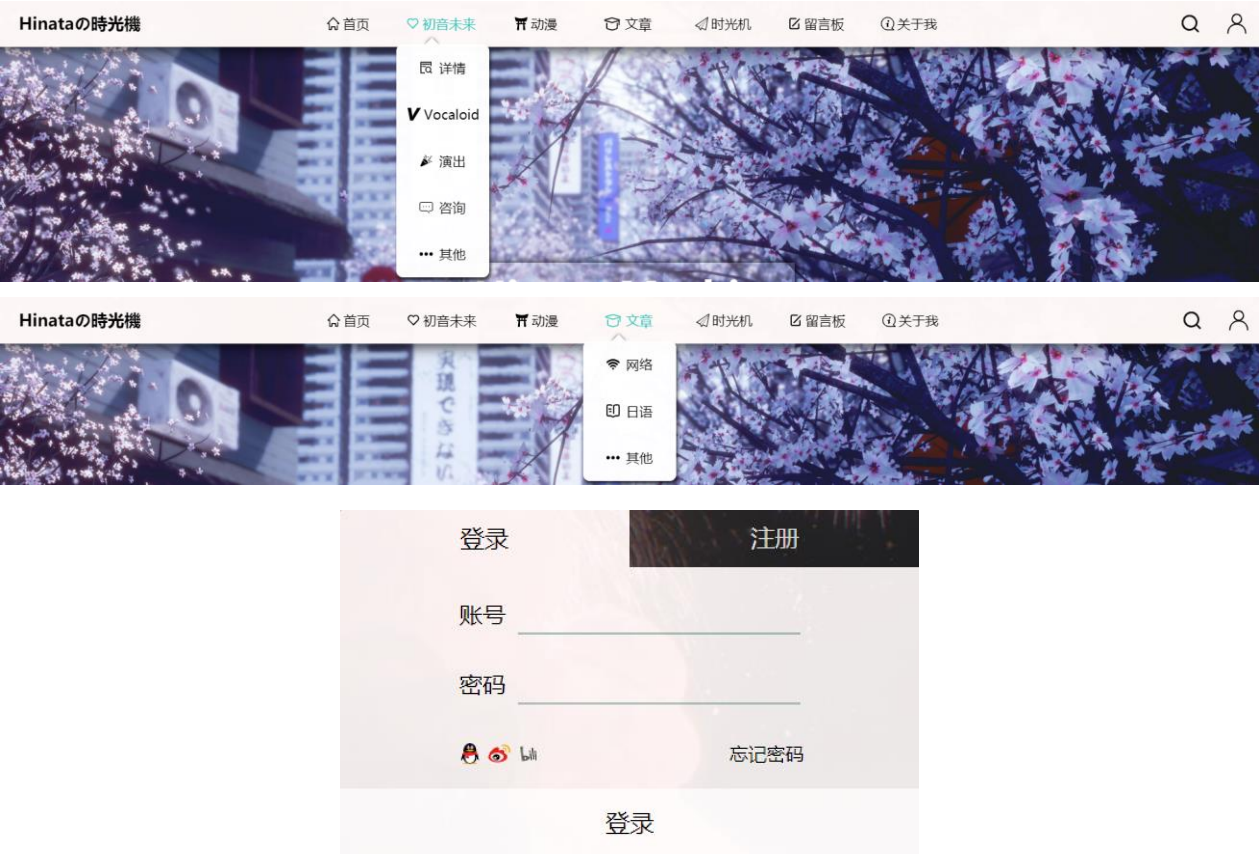 Hinataの時光機 首页 初音未来 动漫 文章 时光机 留言板 关于我
详情
Vocaloid
演出
咨询
其他
Hinataの時光機 首页 初音未来 动漫 文章 时光机 留言板 关于我
网络
日语
其他
登录 注册
账号
密码
bili 忘记密码
登录